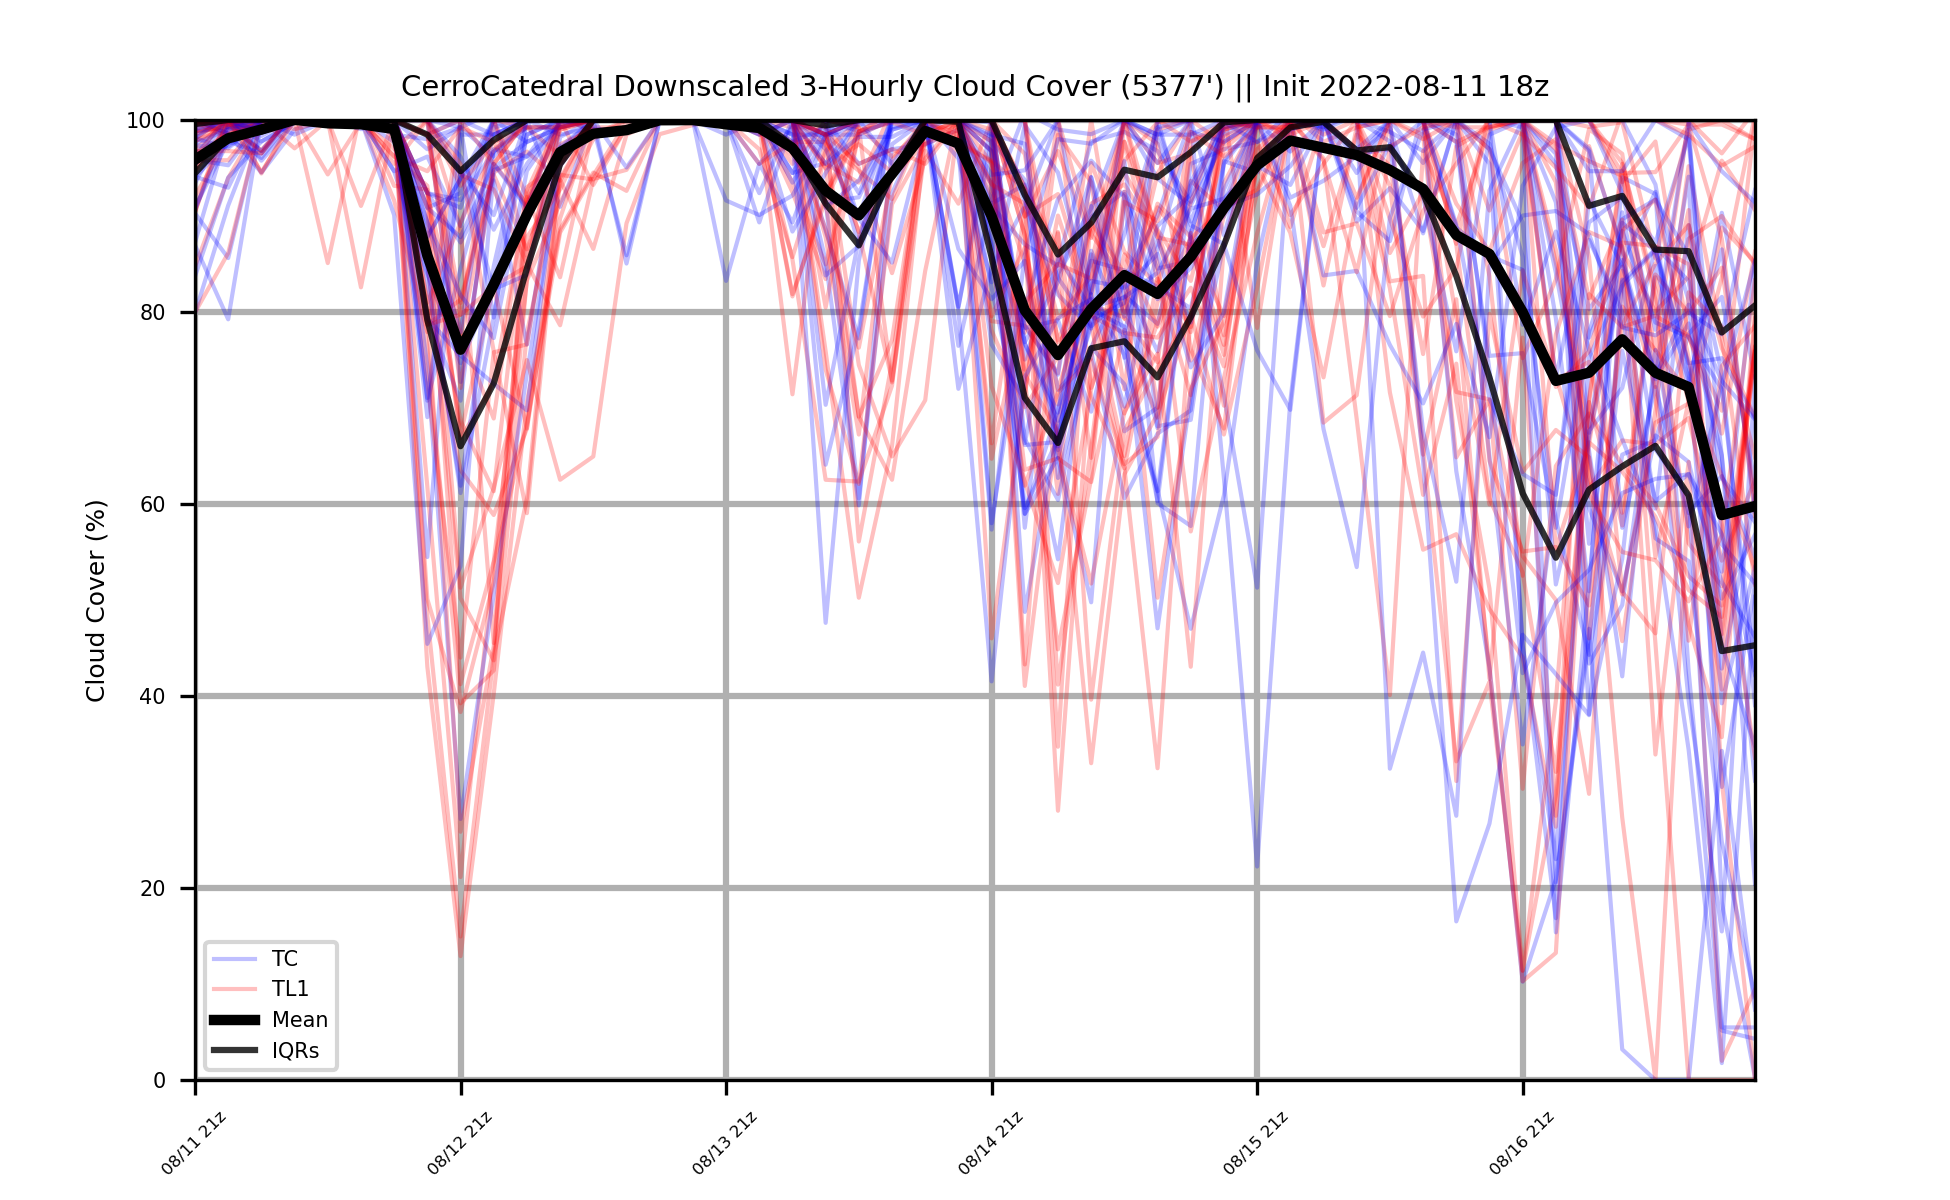 CerroCatedral Downscaled 3-Hourly Cloud Cover (5377') || Init 2022-08-11 18z
Cloud Cover (%)
100
80
60
40
20
0
TC
TL1
Mean
IQRs
08/11 21z
08/12 21z
08/13 21z
08/14 21z
08/15 21z
08/16 21z